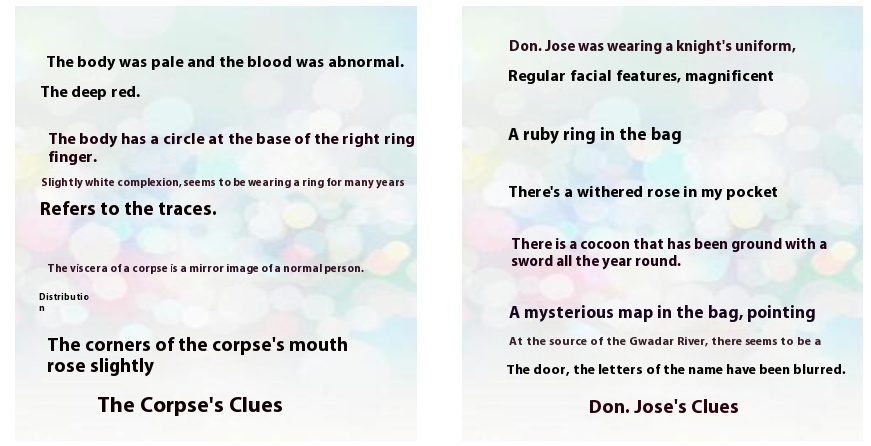 The body was pale and the blood was abnormal.
The deep red.
The body has a circle at the base of the right ring
finger.
Slightly white complexion, seems to be wearing a ring for many years
Refers to the traces.
The viscera of a corpse is a mirror image of a normal person.
Distributio
n
The corners of the corpse's mouth
rose slightly
The Corpse's Clues
Don. Jose was wearing a knight's uniform,
Regular facial features, magnificent
A ruby ring in the bag
There's a withered rose in my pocket
There is a cocoon that has been ground with a
sword all the year round.
A mysterious map in the bag, pointing
At the source of the Gwadar River, there seems to be a
The door, the letters of the name have been blurred.
Don. Jose's Clues